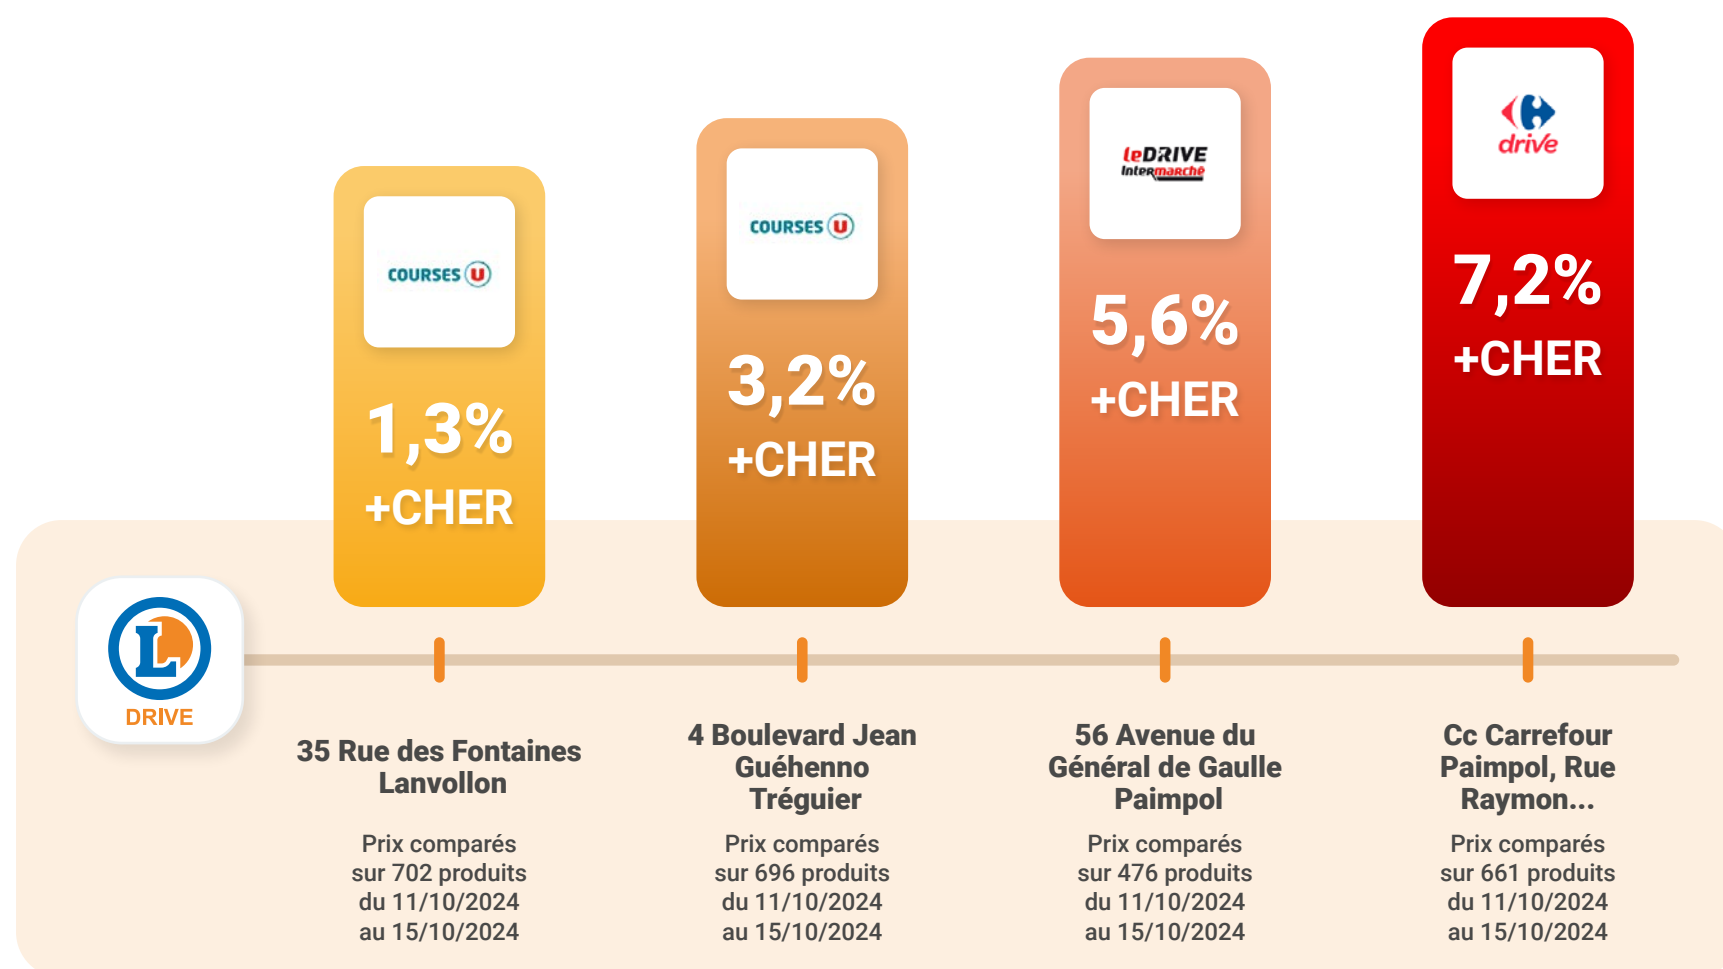 COURSES U
1,3%
+CHER
COURSES U
3,2%
+CHER
leDRIVE
Intermarché
5,6%
+CHER
drive
7,2%
+CHER
L
DRIVE
35 Rue des Fontaines
Lanvollon
Prix comparés
sur 702 produits
du 11/10/2024
au 15/10/2024
4 Boulevard Jean
Guéhenno
Tréguier
Prix comparés
sur 696 produits
du 11/10/2024
au 15/10/2024
56 Avenue du
Général de Gaulle
Paimpol
Prix comparés
sur 476 produits
du 11/10/2024
au 15/10/2024
Cc Carrefour
Paimpol, Rue
Raymon...
Prix comparés
sur 661 produits
du 11/10/2024
au 15/10/2024